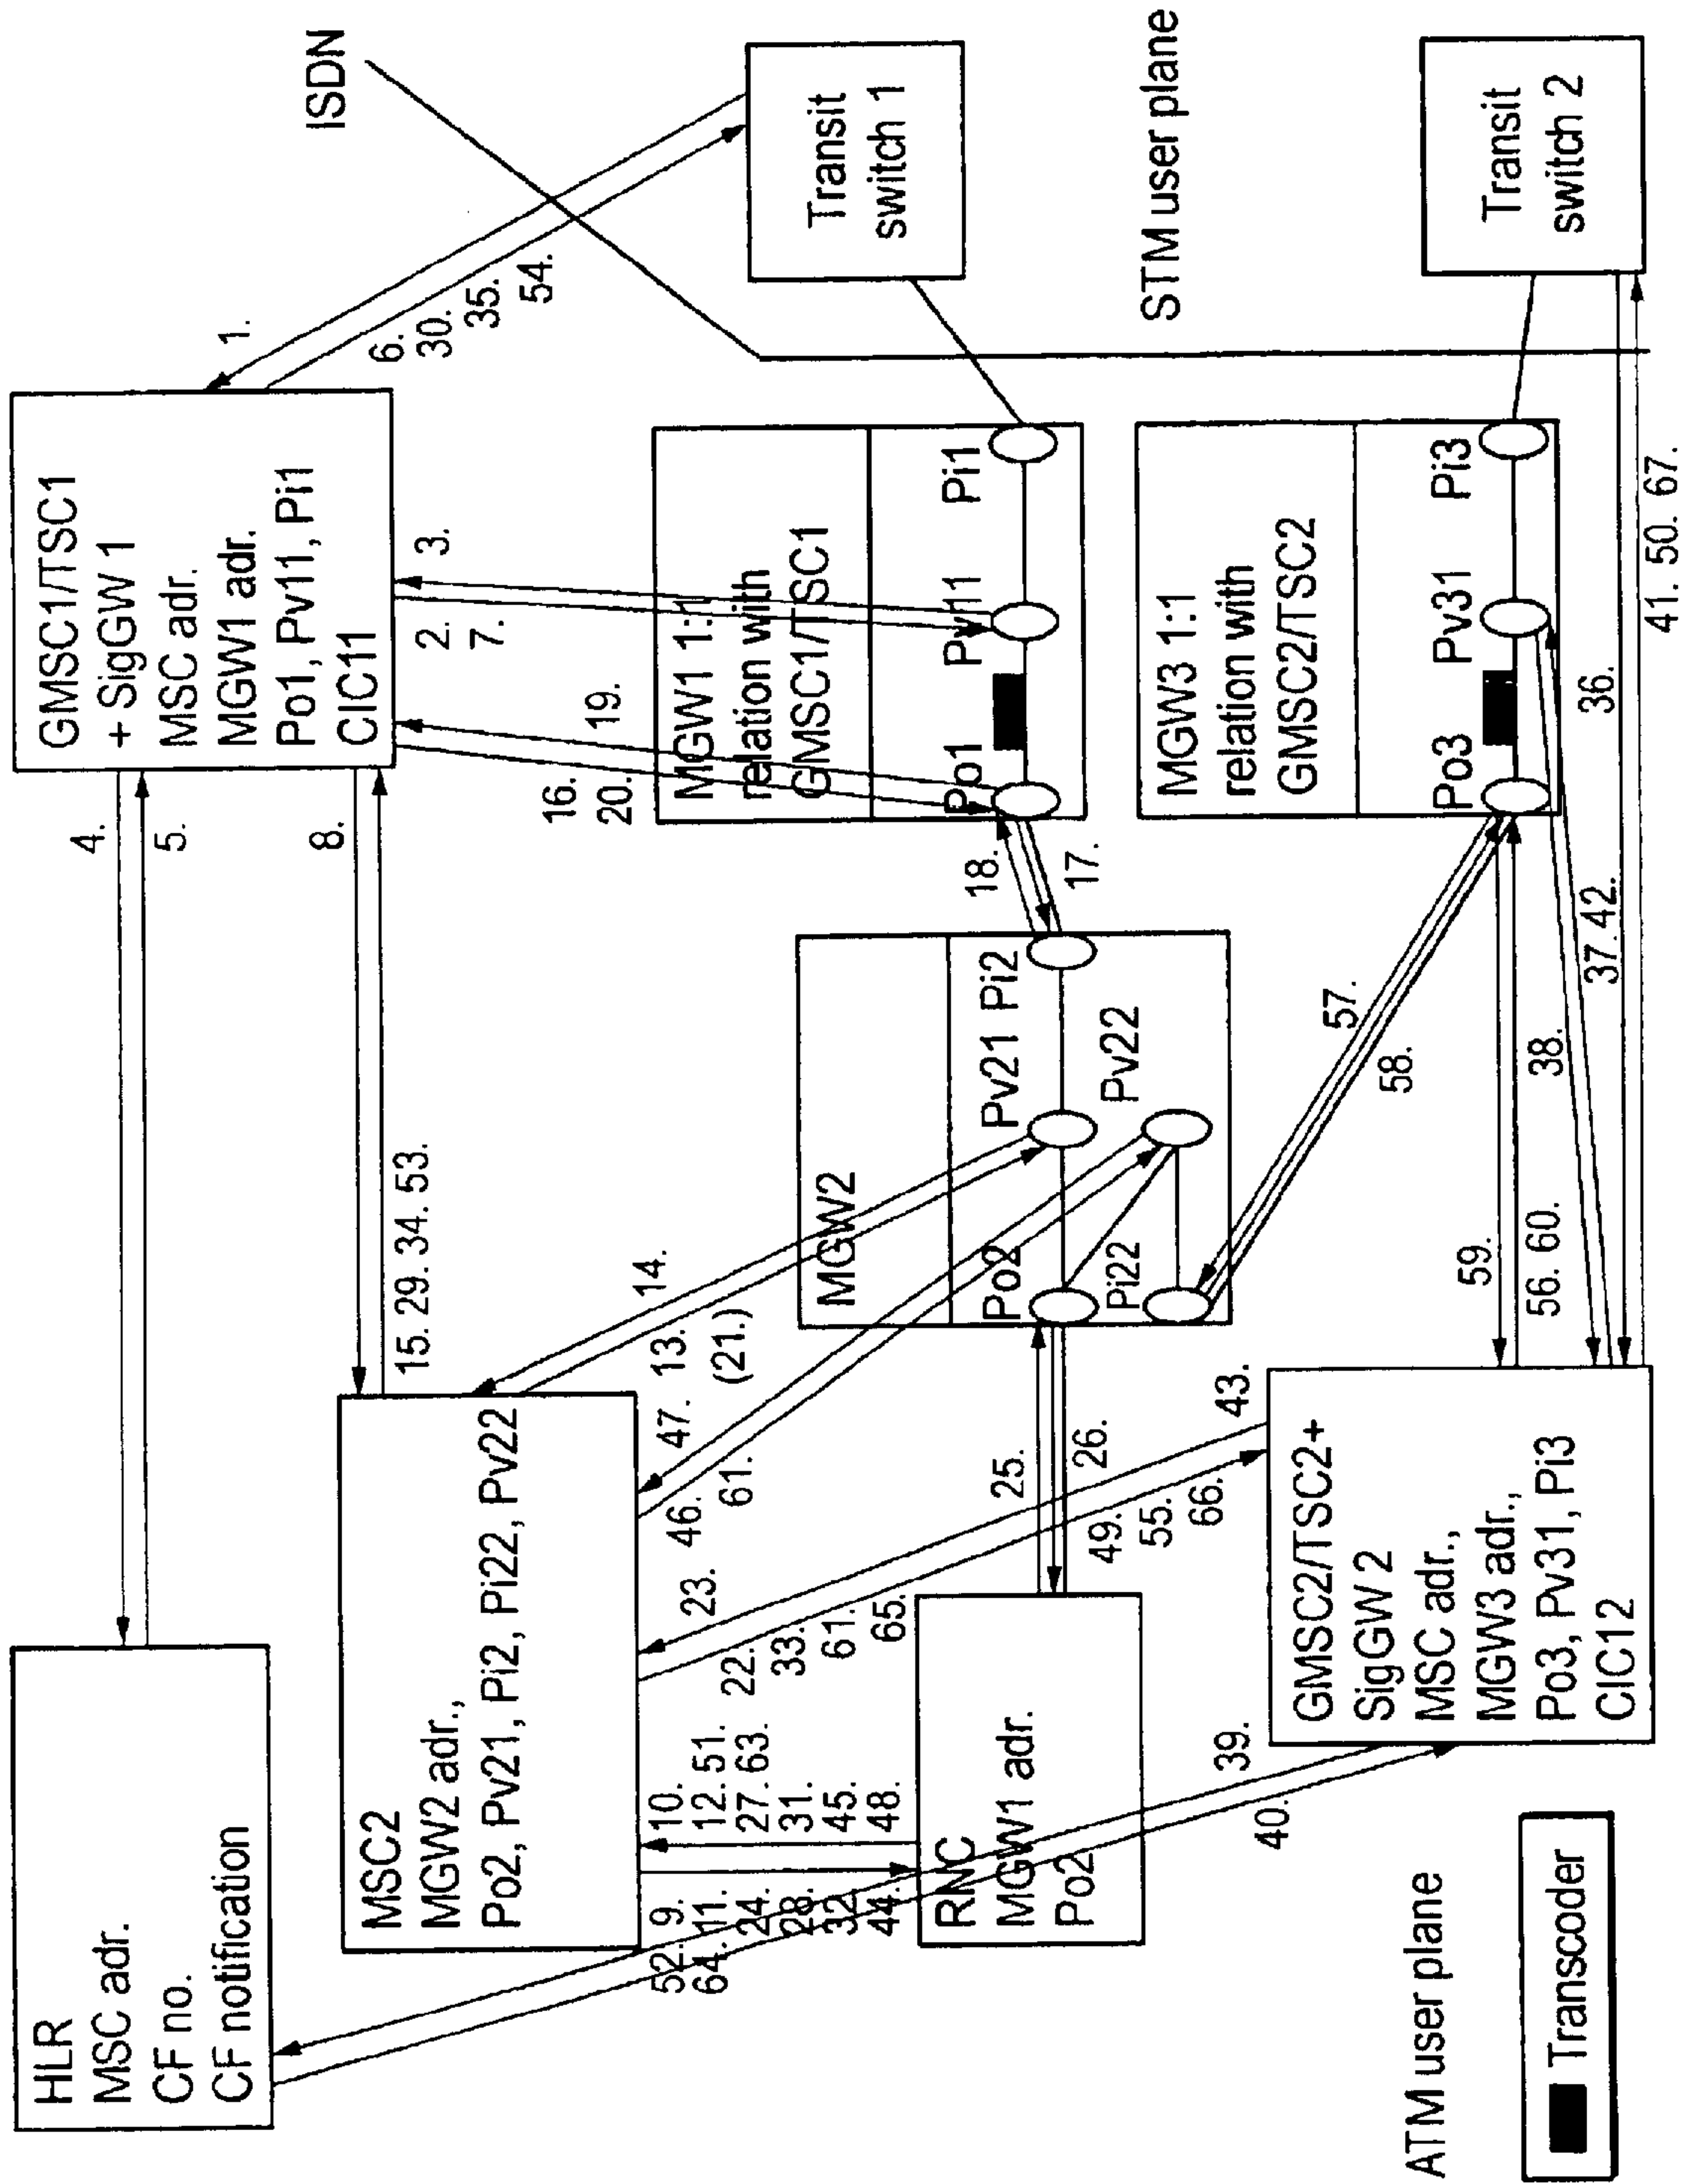 HLR
MSC adr.
CF no.
CF notification
4.
5.
GMSC1/TSC1
+ SigGW 1
MSC adr.
MGW1 adr.
Po1, Pv11, Pi1
CIC11
1.
6.
30.
35.
54.
ISDN
8.
15. 29. 34. 53.
2.
7.
3.
16.
20.
19.
MSC2
MGW2 adr.,
Po2, Pv21, Pi2, Pi22, Pv22
14.
13.
(21.)
47.
46.
61.
MGW1 1:1
relation with
GMSC1/TSC1
Po1
Pv11
Pi1
Transit
switch 1
18.
17.
MGW2
Po2
Pv21 Pi2
Pi22
Pv22
10.
12. 51.
27. 63.
31.
45.
48.
52. 9.
64. 11.
24.
28.
32.
44.
23.
22.
33.
61.
65.
RNC
MGW1 adr.
Po2
25.
26.
49.
55.
66.
43.
STM user plane
MGW3 1:1
relation with
GMSC2/TSC2
Po3
Pv31
Pi3
Transit
switch 2
57.
58.
39.
40.
GMSC2/TSC2+
SigGW 2
MSC adr.,
MGW3 adr.,
Po3, Pv31, Pi3
CIC12
59.
56. 60.
38.
37. 42.
36.
41. 50. 67.
ATM user plane
Transcoder